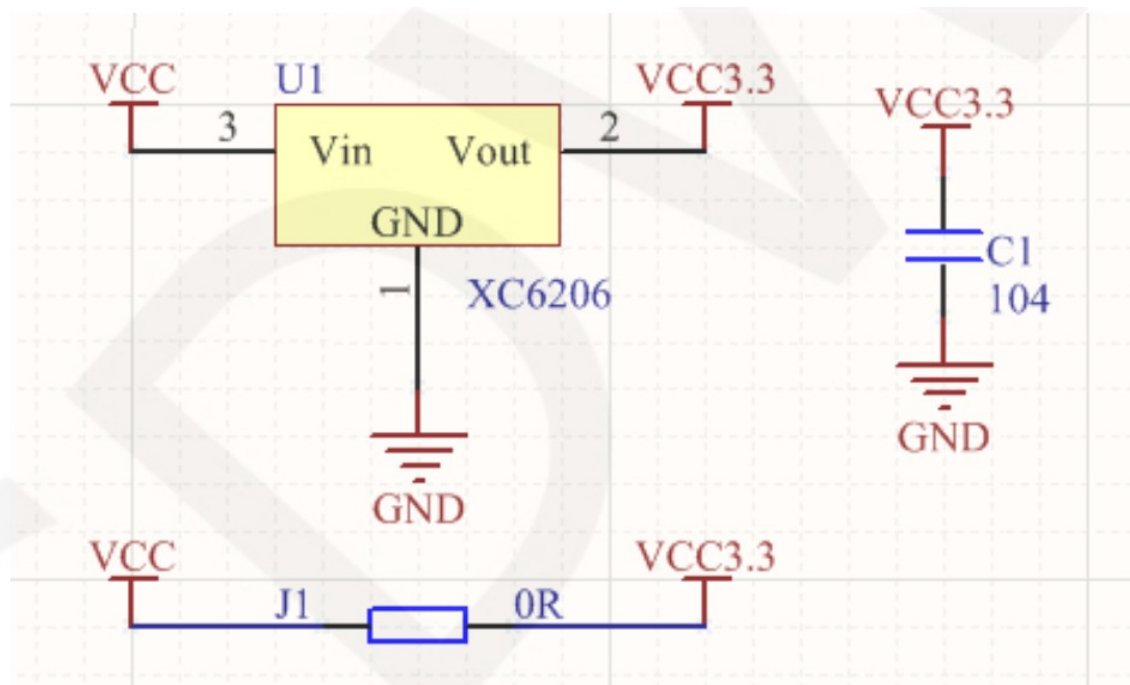 VCC
U1
VCC3.3
3
Vin
Vout
2
GND
1
XC6206
GND
VCC3.3
C1
104
GND
VCC
J1
0R
VCC3.3